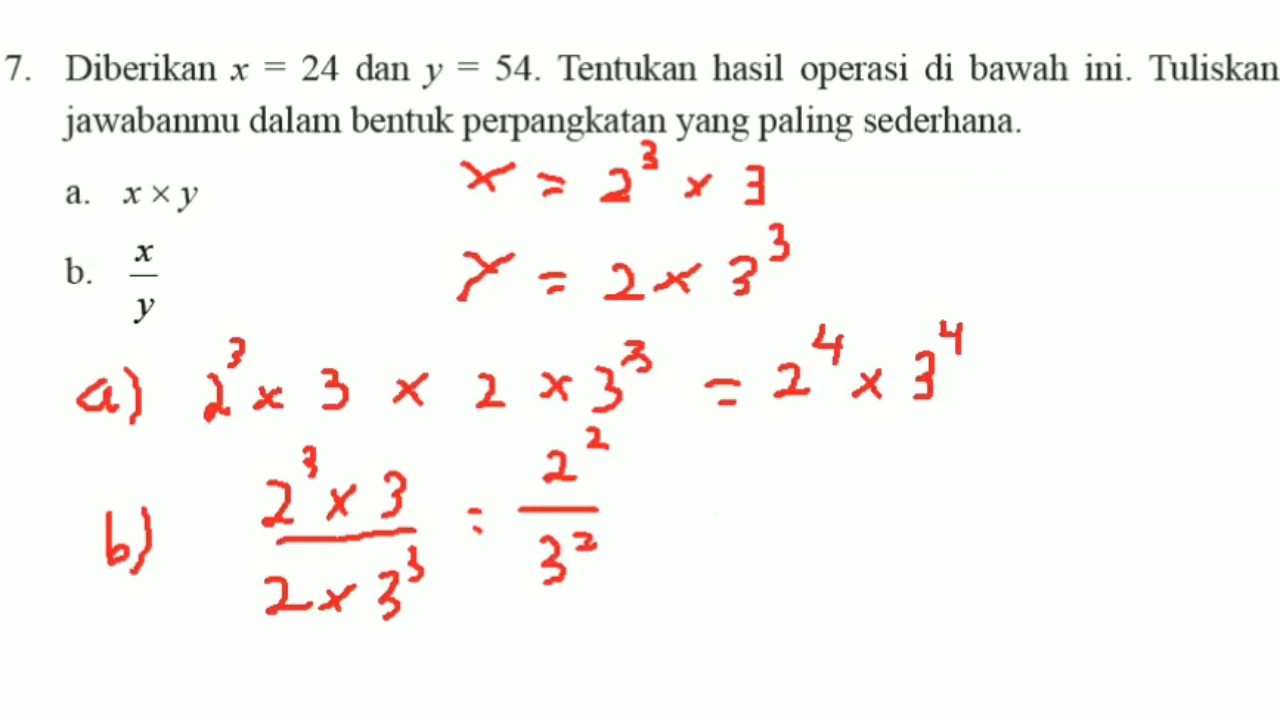 7. Diberikan x = 24 dan y = 54. Tentukan hasil operasi di bawah ini. Tuliskan
jawabanmu dalam bentuk perpangkatan yang paling sederhana.
a. x × y
x = 2³ × 3
b. x/y
y = 2 × 3³
a) 2³ × 3 × 2 × 3³ = 2⁴ × 3⁴
b) (2³ × 3)/(2 × 3³) = 2²/3²